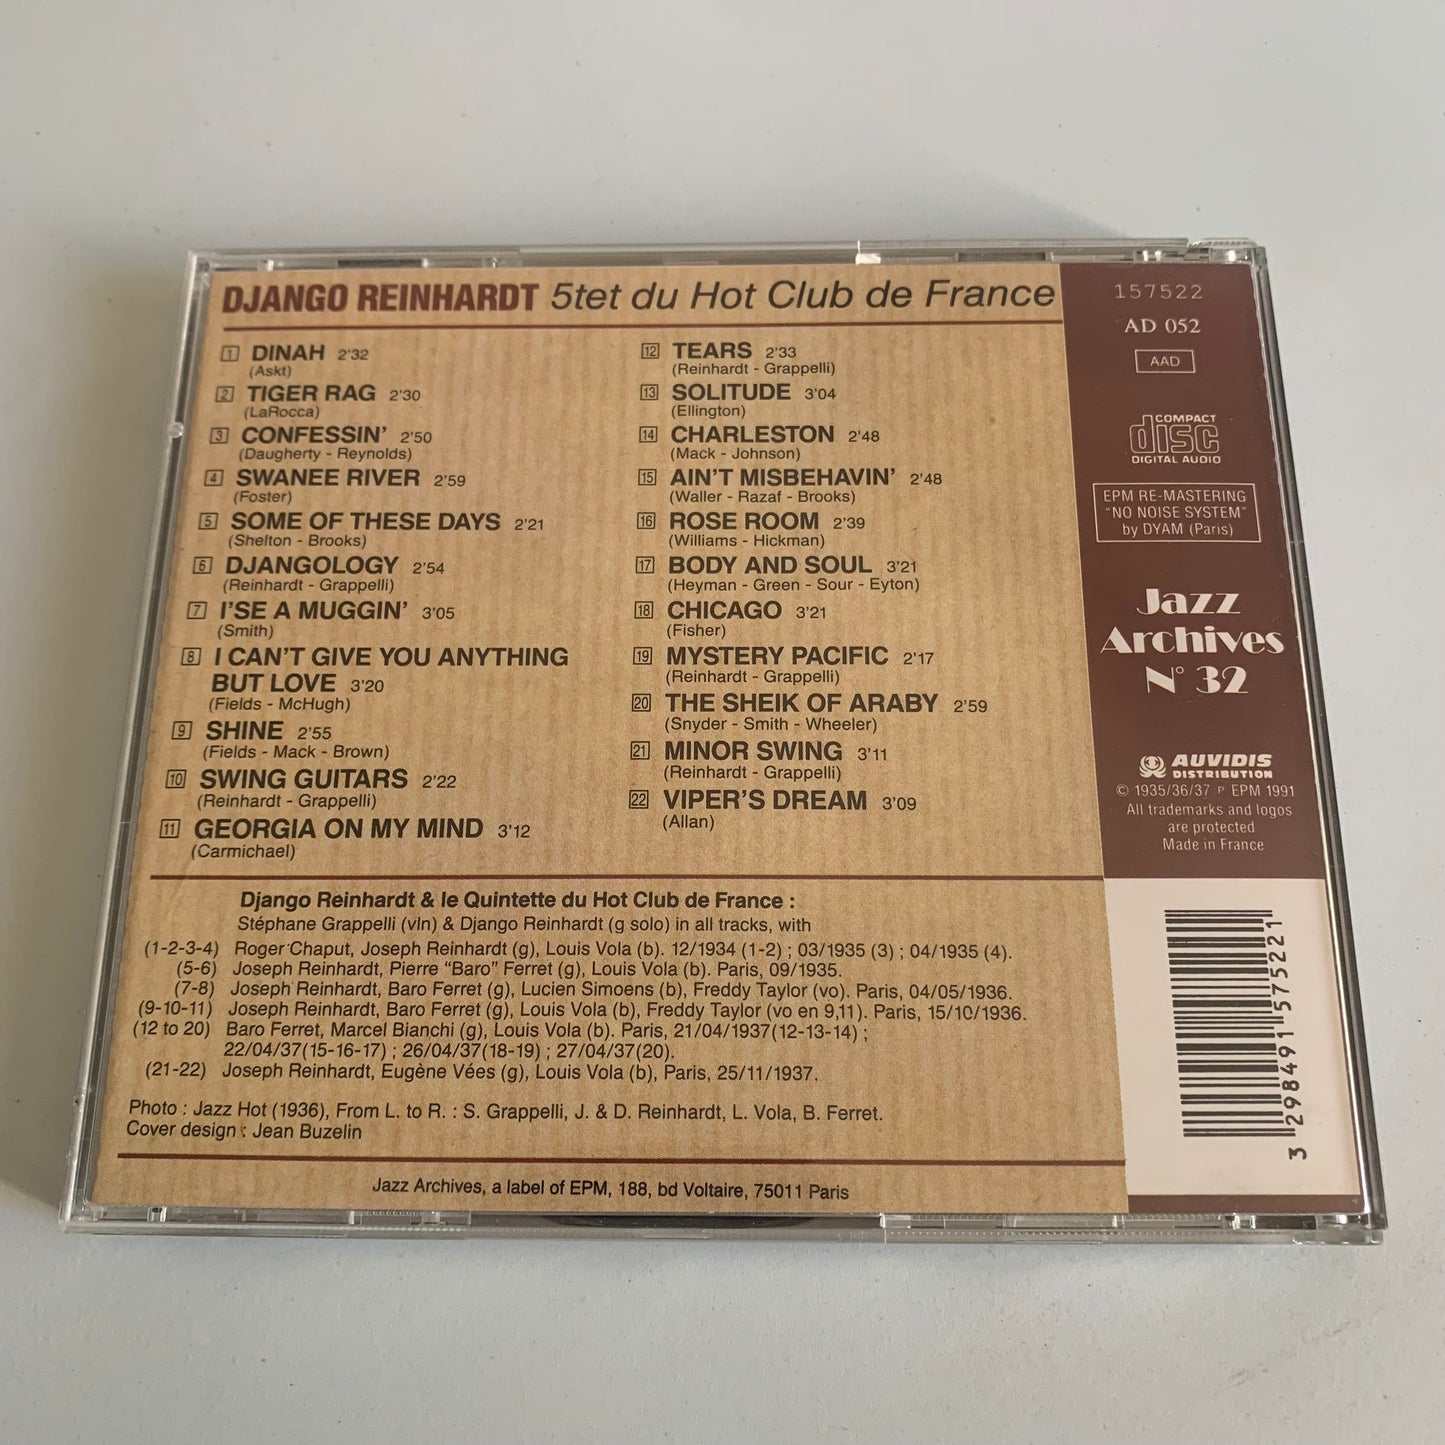 DJANGO REINHARDT 5tet du Hot Club de France
1 DINAH 2'32
(Askt)
2 TIGER RAG 2'30
(LaRocca)
3 CONFESSIN' 2'50
(Daugherty - Reynolds)
4 SWANEE RIVER 2'59
(Foster)
5 SOME OF THESE DAYS 2'21
(Shelton - Brooks)
6 DJANGOLOGY 2'54
(Reinhardt - Grappelli)
7 I'SE A MUGGIN' 3'05
(Smith)
8 I CAN'T GIVE YOU ANYTHING
BUT LOVE 3'20
(Fields - McHugh)
9 SHINE 2'55
(Fields - Mack - Brown)
10 SWING GUITARS 2'22
(Reinhardt - Grappelli)
11 GEORGIA ON MY MIND 3'12
(Carmichael)
12 TEARS 2'33
(Reinhardt - Grappelli)
13 SOLITUDE 3'04
(Ellington)
14 CHARLESTON 2'48
(Mack - Johnson)
15 AIN'T MISBEHAVIN' 2'48
(Waller - Razaf - Brooks)
16 ROSE ROOM 2'39
(Williams - Hickman)
17 BODY AND SOUL 3'21
(Heyman - Green - Sour - Eyton)
18 CHICAGO 3'21
(Fisher)
19 MYSTERY PACIFIC 2'17
(Reinhardt - Grappelli)
20 THE SHEIK OF ARABY 2'59
(Snyder - Smith - Wheeler)
21 MINOR SWING 3'11
(Reinhardt - Grappelli)
22 VIPER'S DREAM 3'09
(Allan)
Django Reinhardt & le Quintette du Hot Club de France :
Stéphane Grappelli (vln) & Django Reinhardt (g solo) in all tracks, with
(1-2-3-4) Roger Chaput, Joseph Reinhardt (g), Louis Vola (b). 12/1934 (1-2) ; 03/1935 (3) ; 04/1935 (4).
(5-6) Joseph Reinhardt, Pierre "Baro" Ferret (g), Louis Vola (b). Paris, 09/1935.
(7-8) Joseph Reinhardt, Baro Ferret (g), Lucien Simoens (b), Freddy Taylor (vo). Paris, 04/05/1936.
(9-10-11) Joseph Reinhardt, Baro Ferret (g), Louis Vola (b), Freddy Taylor (vo en 9,11). Paris, 15/10/1936.
(12 to 20) Baro Ferret, Marcel Bianchi (g), Louis Vola (b). Paris, 21/04/1937(12-13-14) ;
22/04/37(15-16-17) ; 26/04/37(18-19) ; 27/04/37(20).
(21-22) Joseph Reinhardt, Eugène Vées (g), Louis Vola (b), Paris, 25/11/1937.
Photo : Jazz Hot (1936), From L. to R. : S. Grappelli, J. & D. Reinhardt, L. Vola, B. Ferret.
Cover design : Jean Buzelin
Jazz Archives, a label of EPM, 188, bd Voltaire, 75011 Paris
157522
AD 052
AAD
COMPACT
disc
DIGITAL AUDIO
EPM RE-MASTERING
"NO NOISE SYSTEM"
by DYAM (Paris)
Jazz
Archives
N° 32
AUVIDIS
DISTRIBUTION
© 1935/36/37 P EPM 1991
All trademarks and logos
are protected
Made in France
3 298491 575221